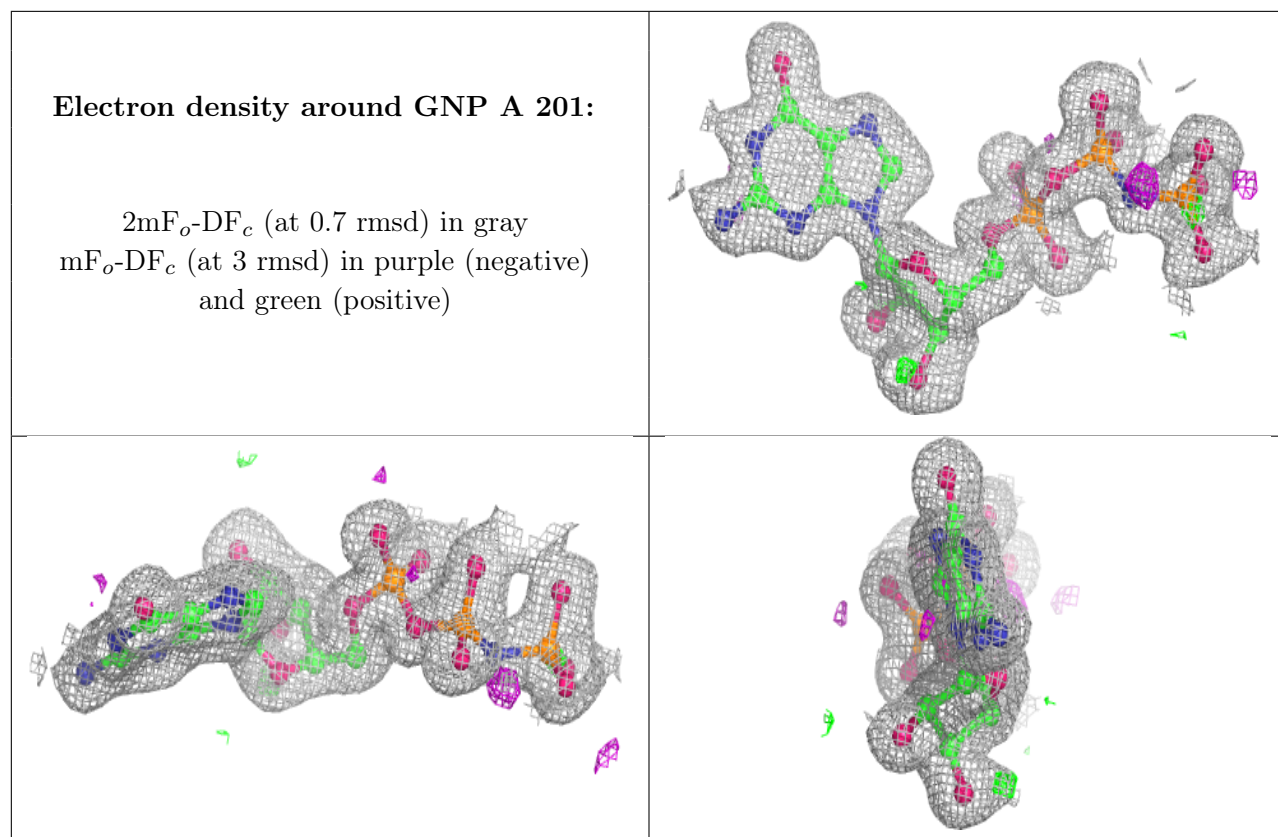 Electron density around GNP A 201:
2mFₒ-DF𝒸 (at 0.7 rmsd) in gray
mFₒ-DF𝒸 (at 3 rmsd) in purple (negative)
and green (positive)